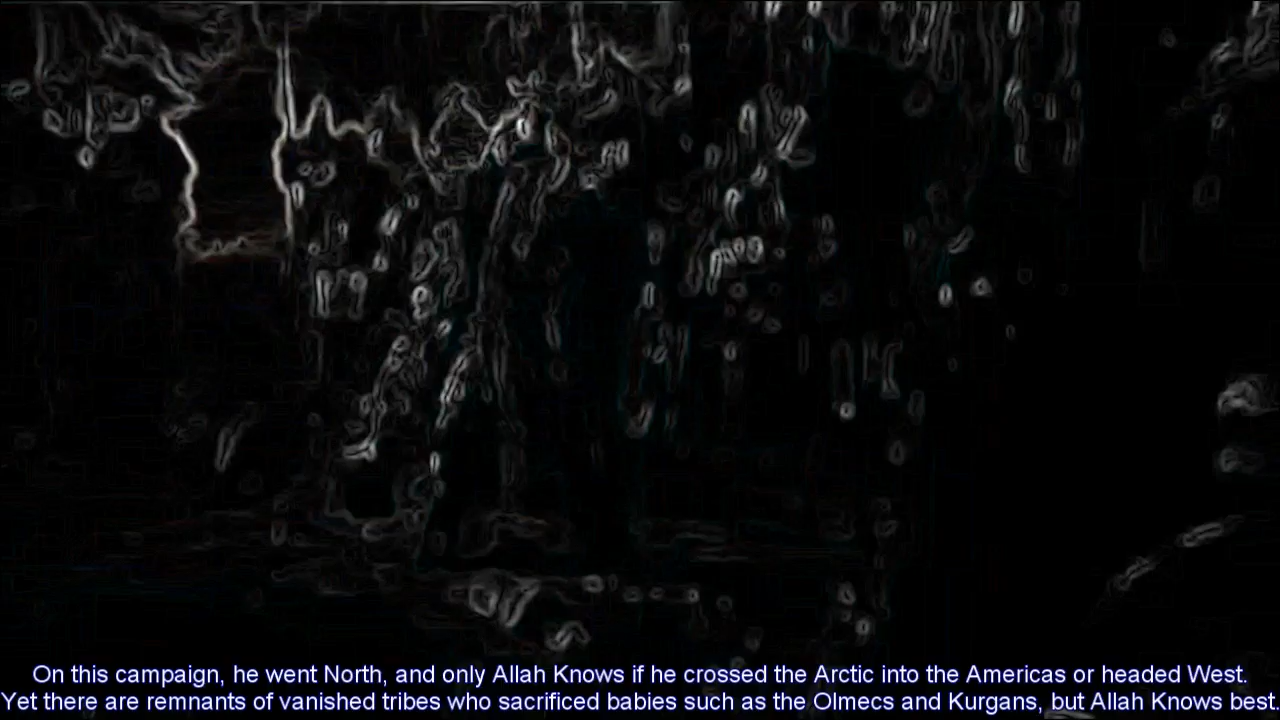 On this campaign, he went North, and only Allah Knows if he crossed the Arctic into the Americas or headed West.
Yet there are remnants of vanished tribes who sacrificed babies such as the Olmecs and Kurgans, but Allah Knows best.